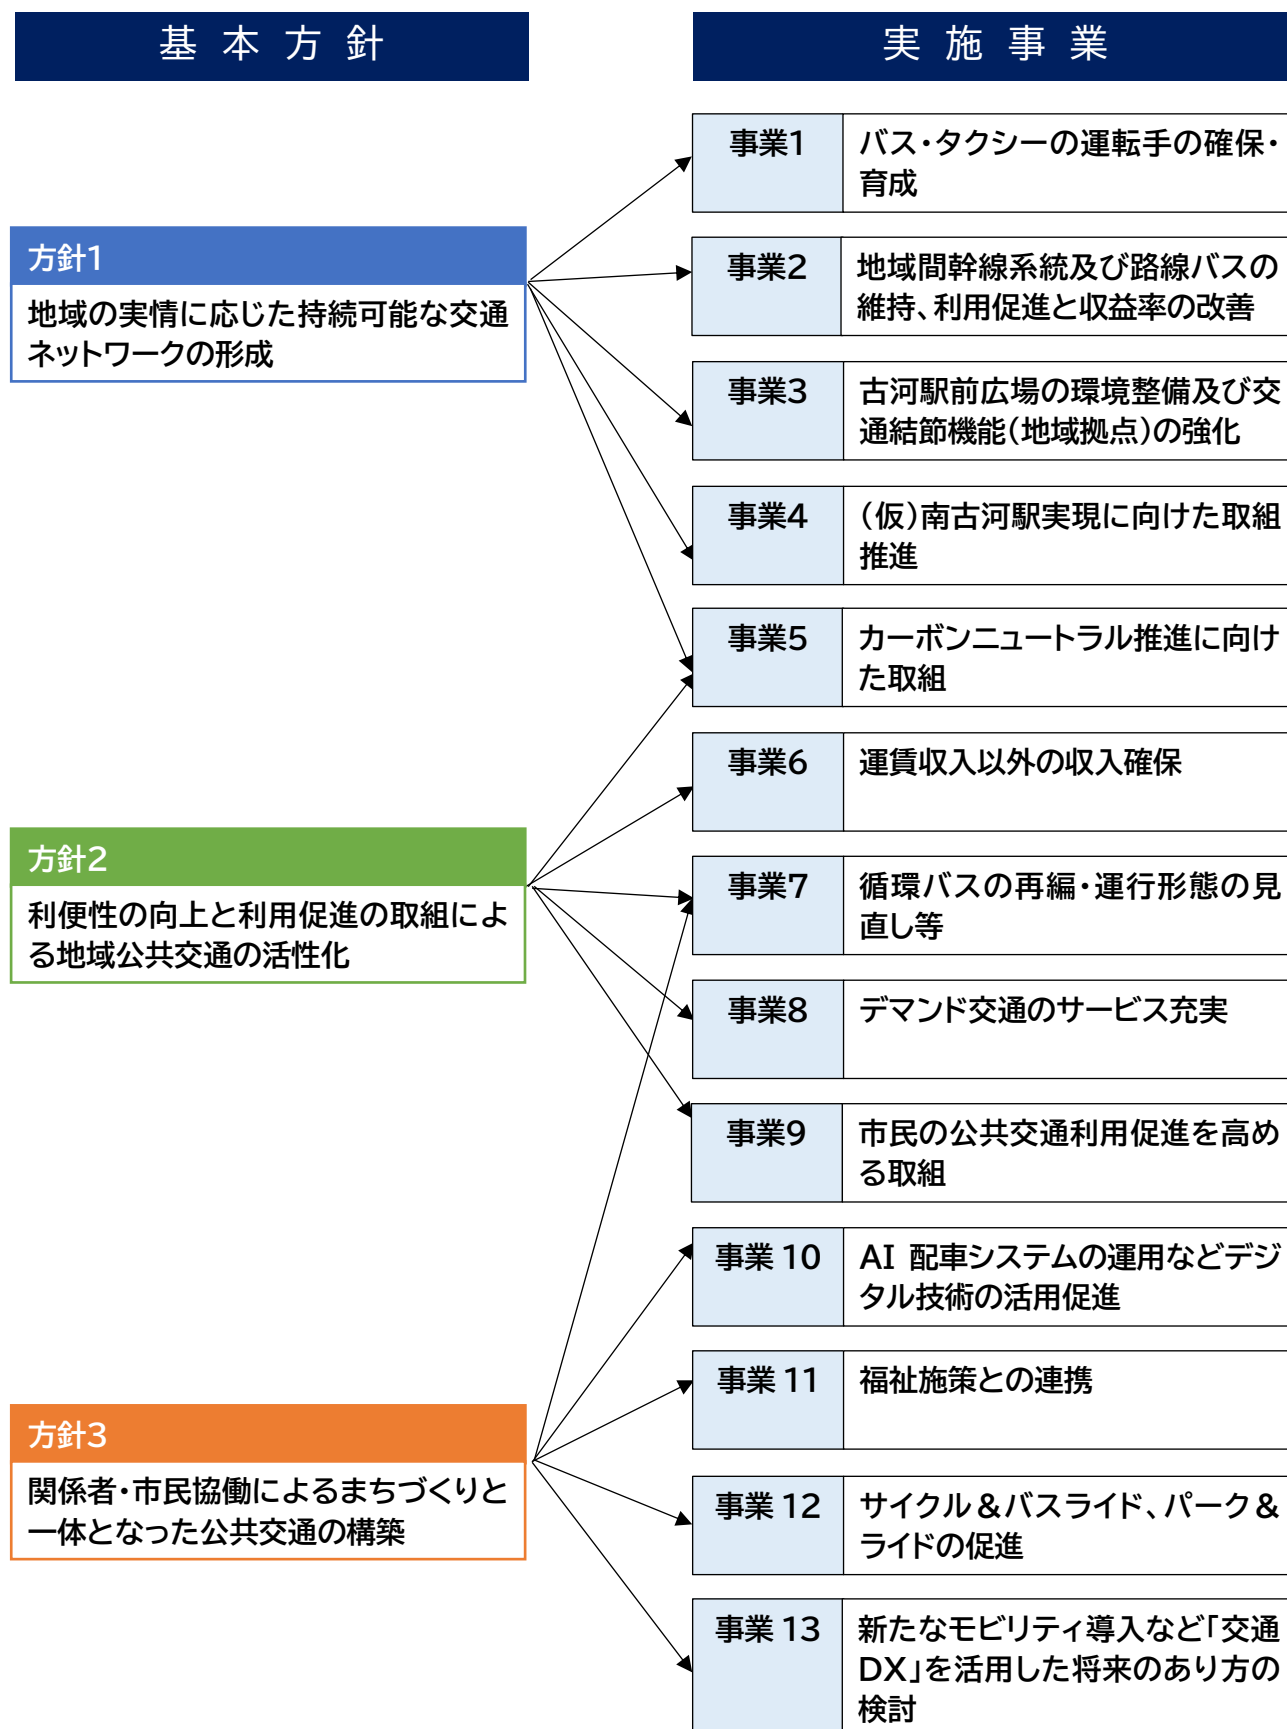 基本方針
実施事業
事業1
バス・タクシーの運転手の確保・
育成
方針1
地域の実情に応じた持続可能な交通
ネットワークの形成
事業2
地域間幹線系統及び路線バスの
維持、利用促進と収益率の改善
事業3
古河駅前広場の環境整備及び交
通結節機能(地域拠点)の強化
事業4
(仮)南古河駅実現に向けた取組
推進
事業5
カーボンニュートラル推進に向け
た取組
事業6
運賃収入以外の収入確保
方針2
利便性の向上と利用促進の取組によ
る地域公共交通の活性化
事業7
循環バスの再編・運行形態の見
直し等
事業8
デマンド交通のサービス充実
事業9
市民の公共交通利用促進を高め
る取組
事業 10
AI 配車システムの運用などデジ
タル技術の活用促進
事業 11
福祉施策との連携
方針3
関係者・市民協働によるまちづくりと
一体となった公共交通の構築
事業 12
サイクル&バスライド、パーク&
ライドの促進
事業 13
新たなモビリティ導入など「交通
DX」を活用した将来のあり方の
検討